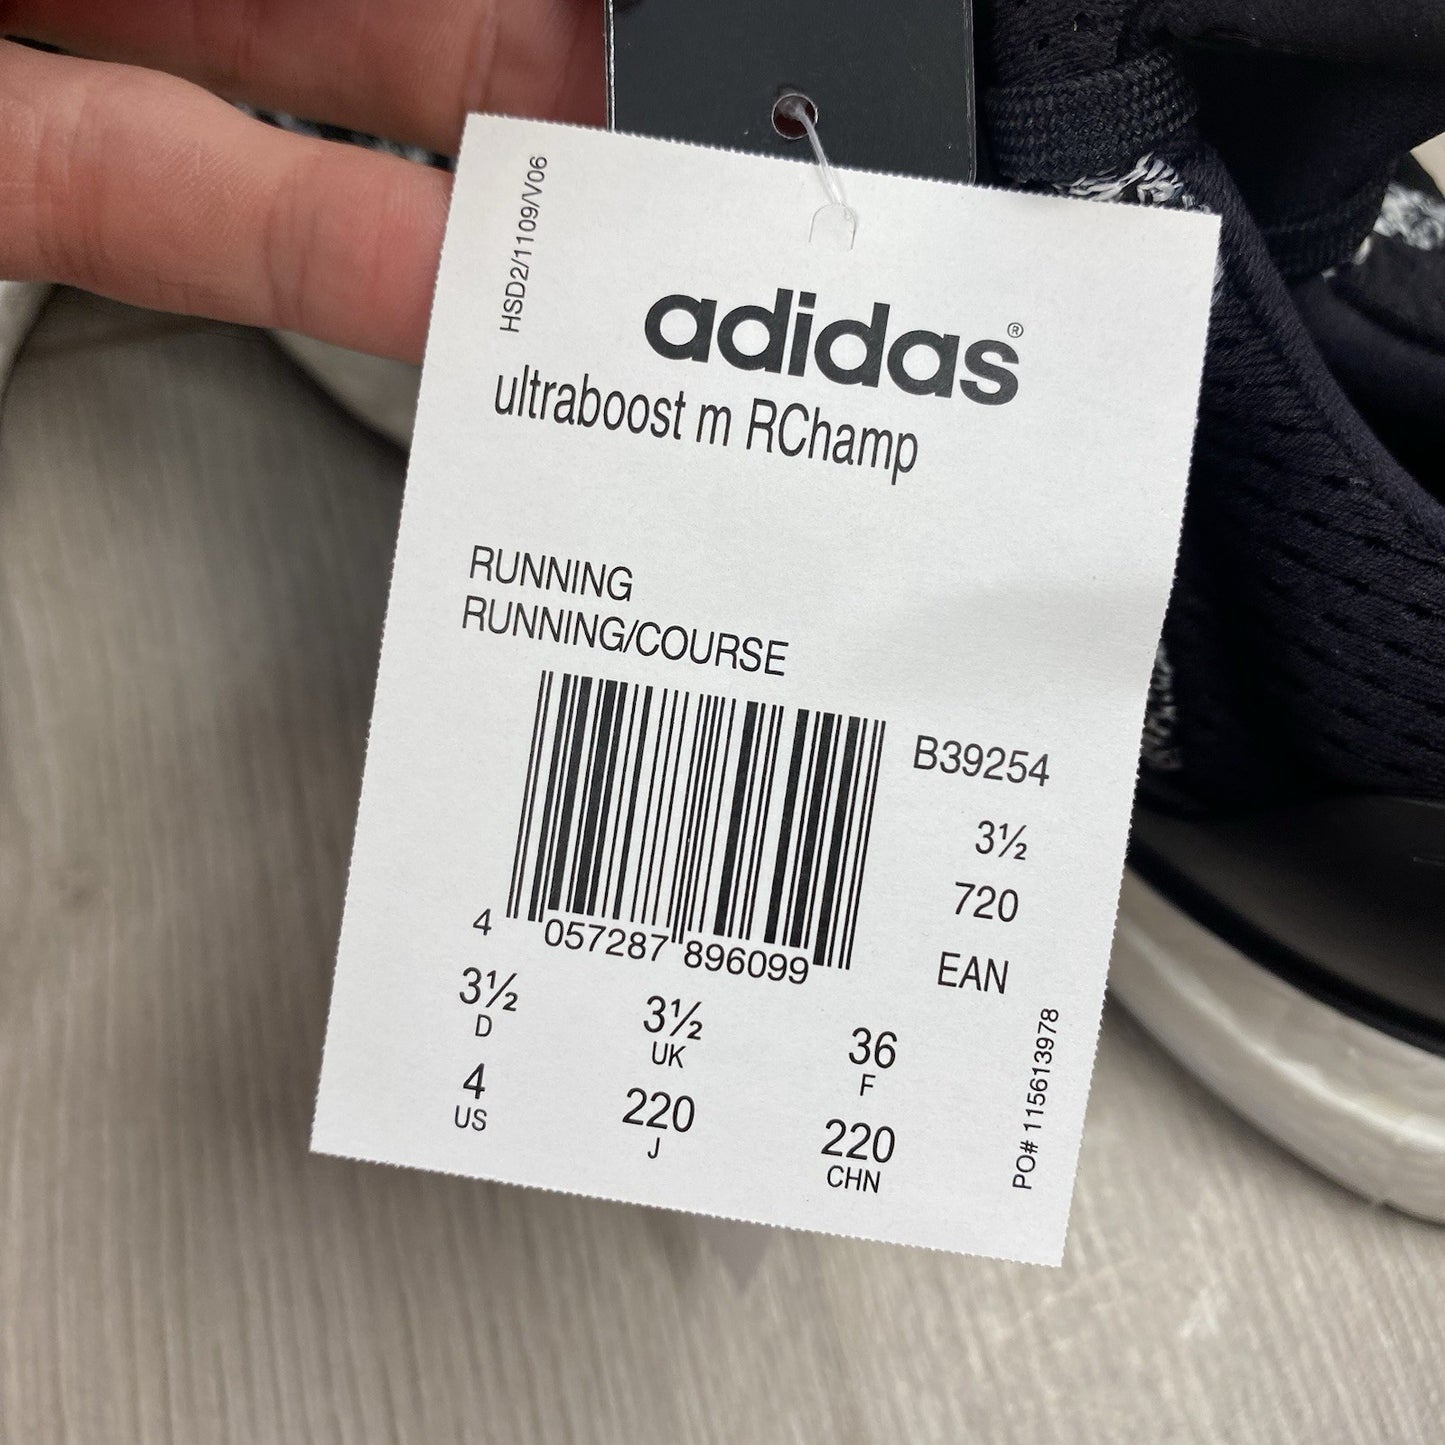 HSD2/1109/V06
adidas®
ultraboost m RChamp
RUNNING
RUNNING/COURSE
B39254
3½
720
EAN
4 057287 896099
3½ 3½ 36
D UK F
4 220 220
US J CHN
PO# 115613978